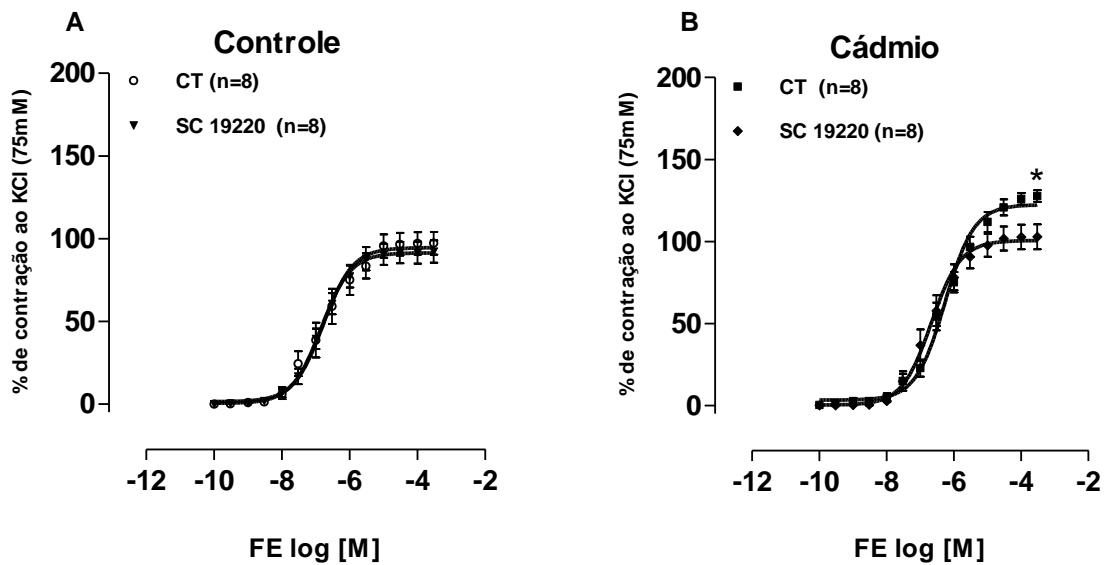 A
Controle
200
150
100
50
0
CT (n=8)
SC 19220 (n=8)
% de contração ao KCl (75mM)
-12 -10 -8 -6 -4 -2
FE log [M]
B
Cádmio
200
150
100
50
0
CT (n=8)
SC 19220 (n=8)
*
% de contração ao KCl (75mM)
-12 -10 -8 -6 -4 -2
FE log [M]